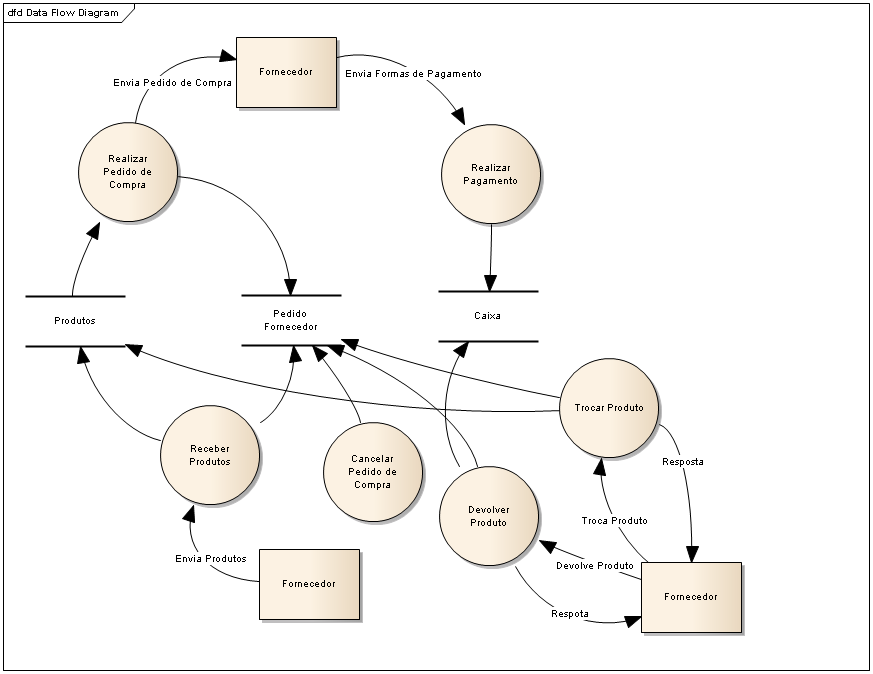 dfd Data Flow Diagram
Fornecedor
Envia Formas de Pagamento
Envia Pedido de Compra
Realizar
Pedido de
Compra
Realizar
Pagamento
Produtos
Pedido
Fornecedor
Caixa
Trocar Produto
Receber
Produtos
Cancelar
Pedido de
Compra
Resposta
Devolver
Produto
Troca Produto
Envia Produtos
Devolve Produto
Fornecedor
Fornecedor
Respota